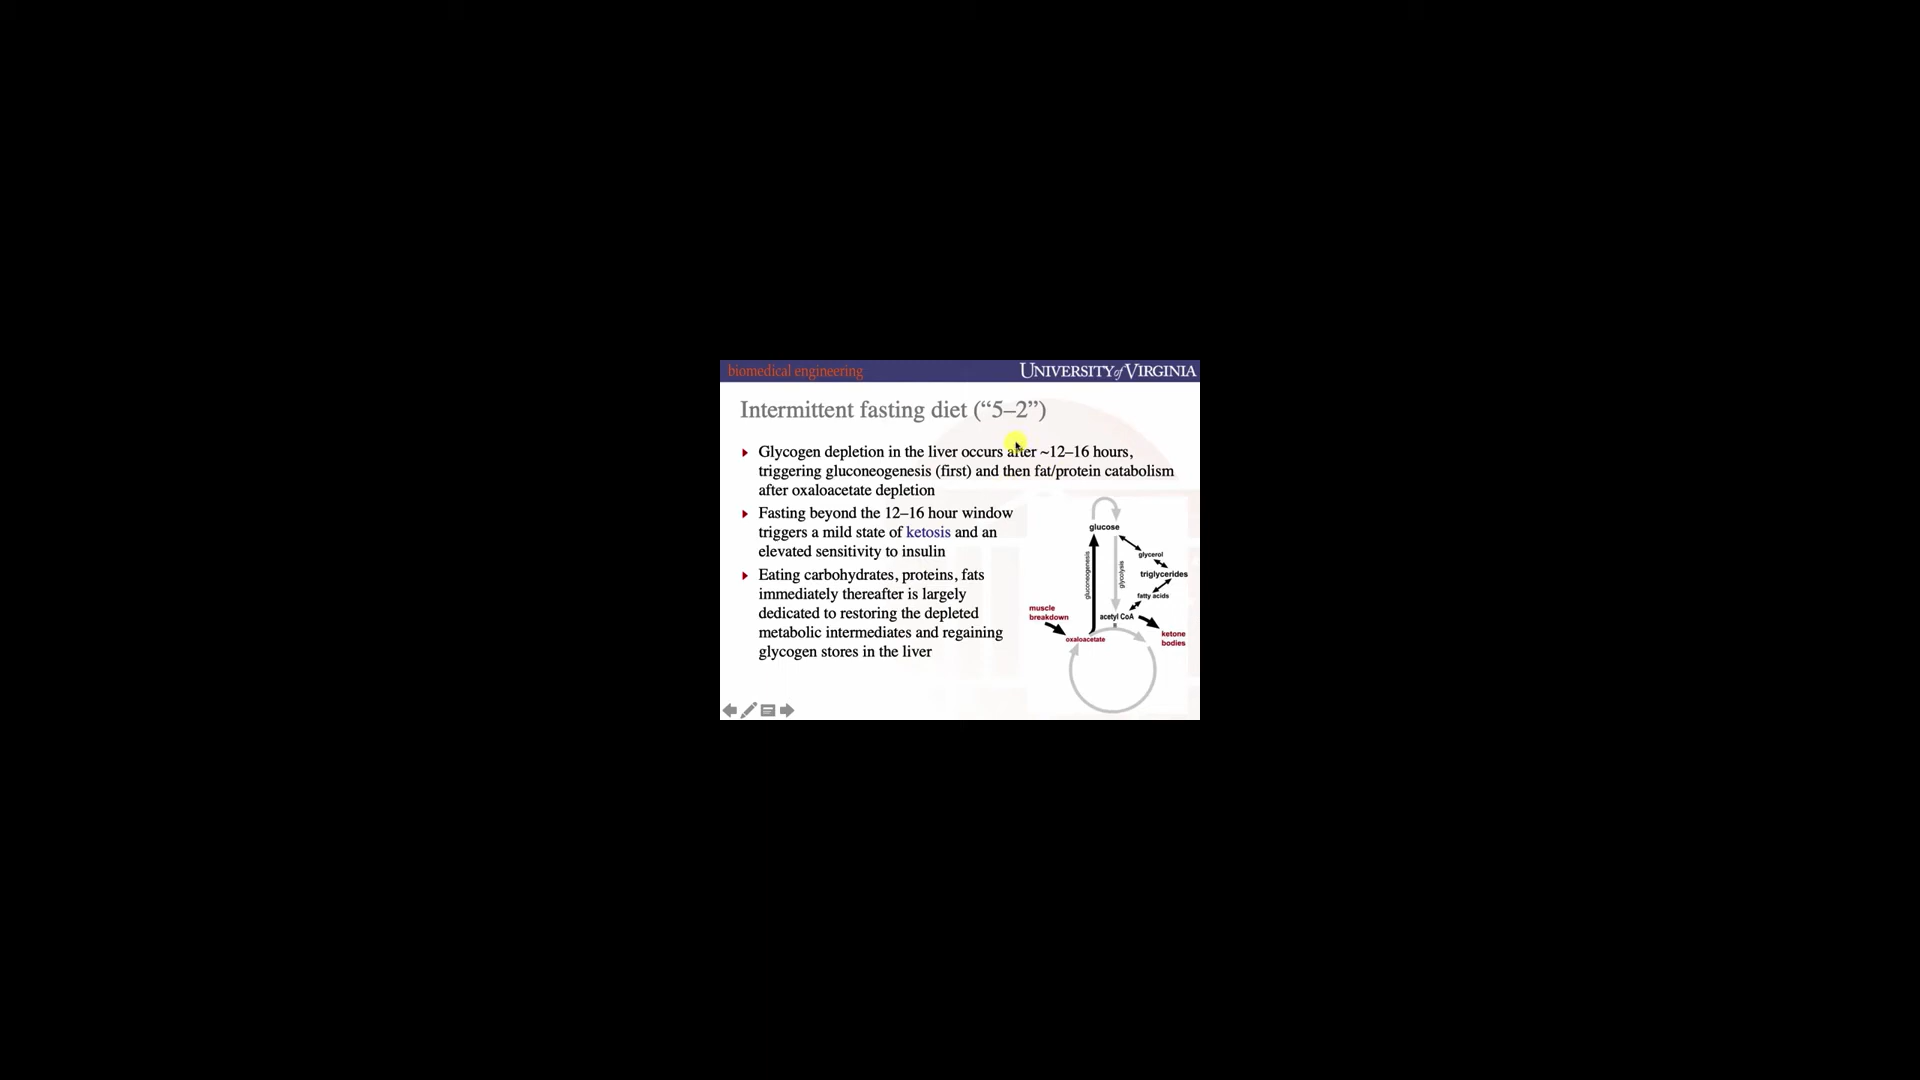 biomedical engineering
UNIVERSITY of VIRGINIA
Intermittent fasting diet (“5–2”)
Glycogen depletion in the liver occurs after ~12–16 hours,
triggering gluconeogenesis (first) and then fat/protein catabolism
after oxaloacetate depletion
Fasting beyond the 12–16 hour window
triggers a mild state of ketosis and an
elevated sensitivity to insulin
Eating carbohydrates, proteins, fats
immediately thereafter is largely
dedicated to restoring the depleted
metabolic intermediates and regaining
glycogen stores in the liver
glucose
gluconeogenesis
glycolysis
glycerol
triglycerides
fatty acids
acetyl CoA
muscle
breakdown
oxaloacetate
ketone
bodies